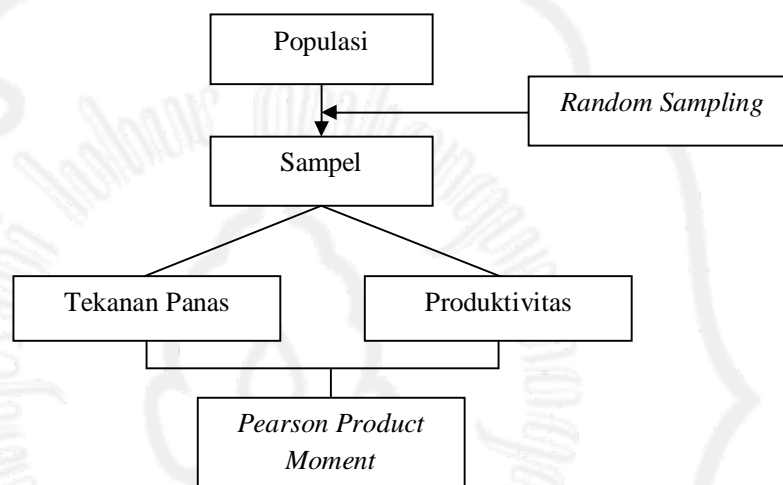 Populasi
Random Sampling
Sampel
Tekanan Panas
Produktivitas
Pearson Product
Moment